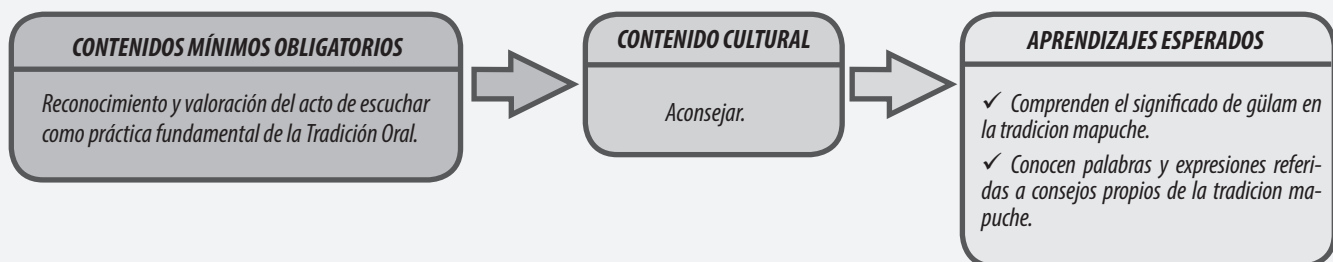 CONTENIDOS MÍNIMOS OBLIGATORIOS
Reconocimiento y valoración del acto de escuchar
como práctica fundamental de la Tradición Oral.
CONTENIDO CULTURAL
Aconsejar.
APRENDIZAJES ESPERADOS
✓ Comprenden el significado de gülam en
la tradicion mapuche.
✓ Conocen palabras y expresiones referi-
das a consejos propios de la tradicion ma-
puche.